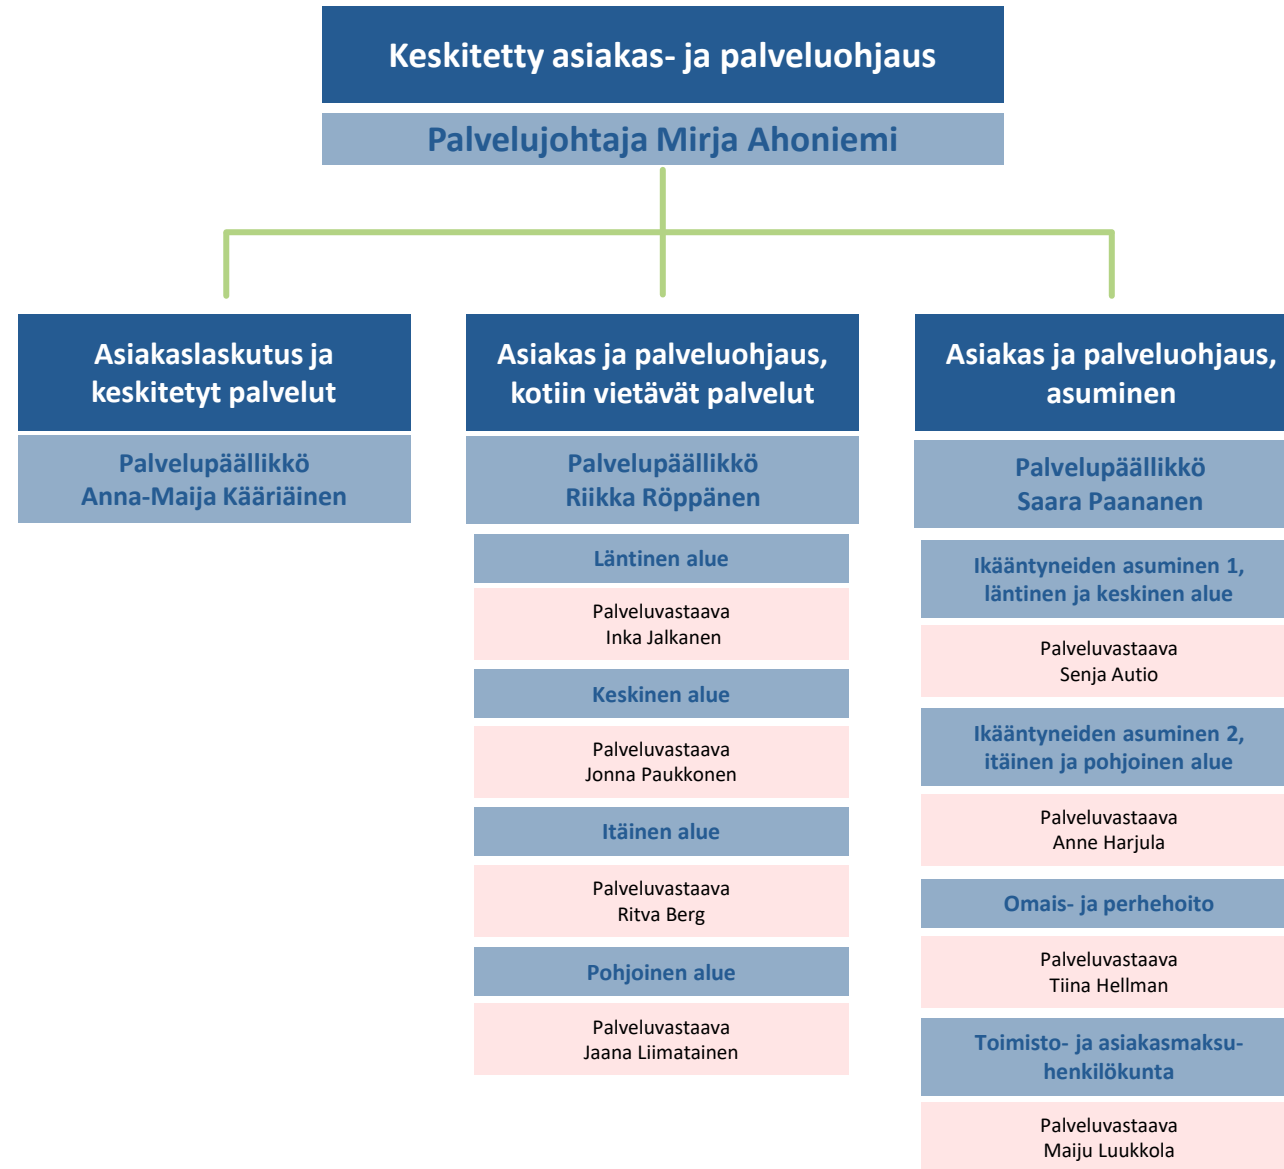 Keskitetty asiakas- ja palveluohjaus
Palvelujohtaja Mirja Ahoniemi
Asiakaslaskutus ja
keskitetyt palvelut
Palvelupäällikkö
Anna-Maija Kääriäinen
Asiakas ja palveluohjaus,
kotiin vietävät palvelut
Palvelupäällikkö
Riikka Röppänen
Läntinen alue
Palveluvastaava
Inka Jalkanen
Keskinen alue
Palveluvastaava
Jonna Paukkonen
Itäinen alue
Palveluvastaava
Ritva Berg
Pohjoinen alue
Palveluvastaava
Jaana Liimatainen
Asiakas ja palveluohjaus,
asuminen
Palvelupäällikkö
Saara Paananen
Ikääntyneiden asuminen 1,
läntinen ja keskinen alue
Palveluvastaava
Senja Autio
Ikääntyneiden asuminen 2,
itäinen ja pohjoinen alue
Palveluvastaava
Anne Harjula
Omais- ja perhehoito
Palveluvastaava
Tiina Hellman
Toimisto- ja asiakasmaksu-
henkilökunta
Palveluvastaava
Maiju Luukkola